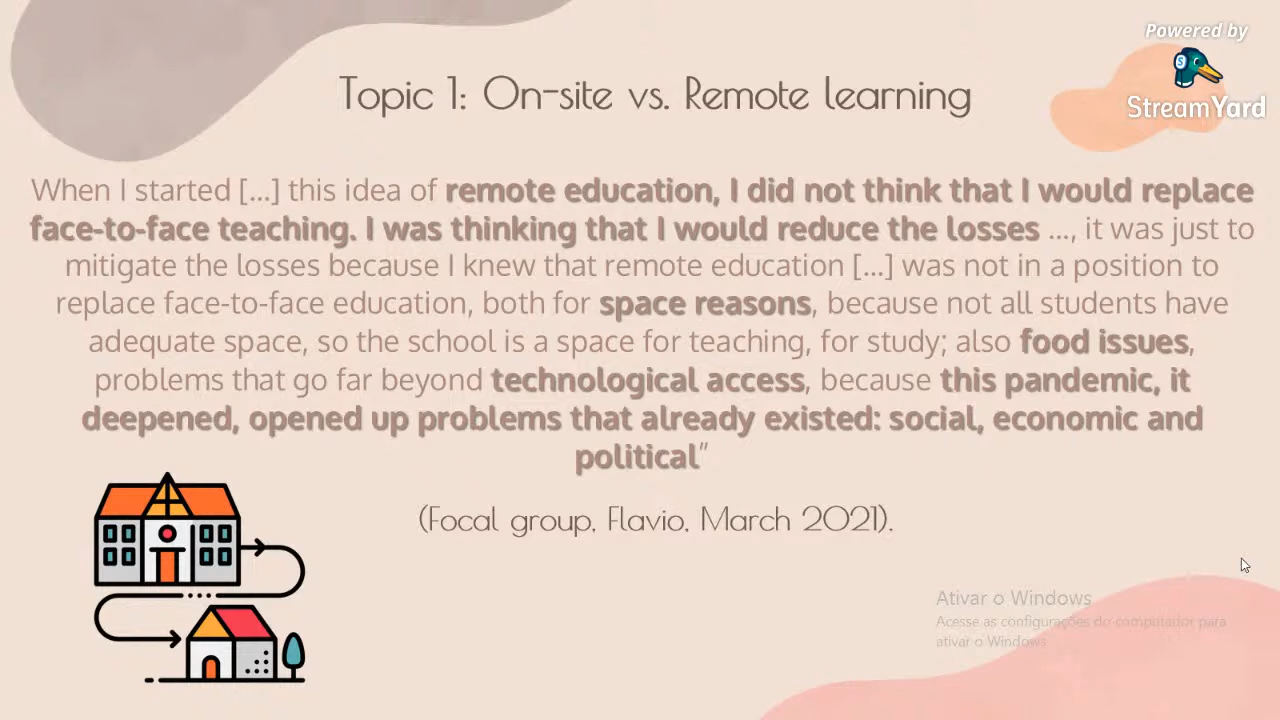 Powered by
StreamYard
Topic 1: On-site vs. Remote learning
When I started [...] this idea of remote education, I did not think that I would replace
face-to-face teaching. I was thinking that I would reduce the losses ..., it was just to
mitigate the losses because I knew that remote education [...] was not in a position to
replace face-to-face education, both for space reasons, because not all students have
adequate space, so the school is a space for teaching, for study; also food issues,
problems that go far beyond technological access, because this pandemic, it
deepened, opened up problems that already existed: social, economic and
political”
(Focal group, Flavio, March 2021).
Ativar o Windows
Acesse as configurações do computador para
ativar o Windows